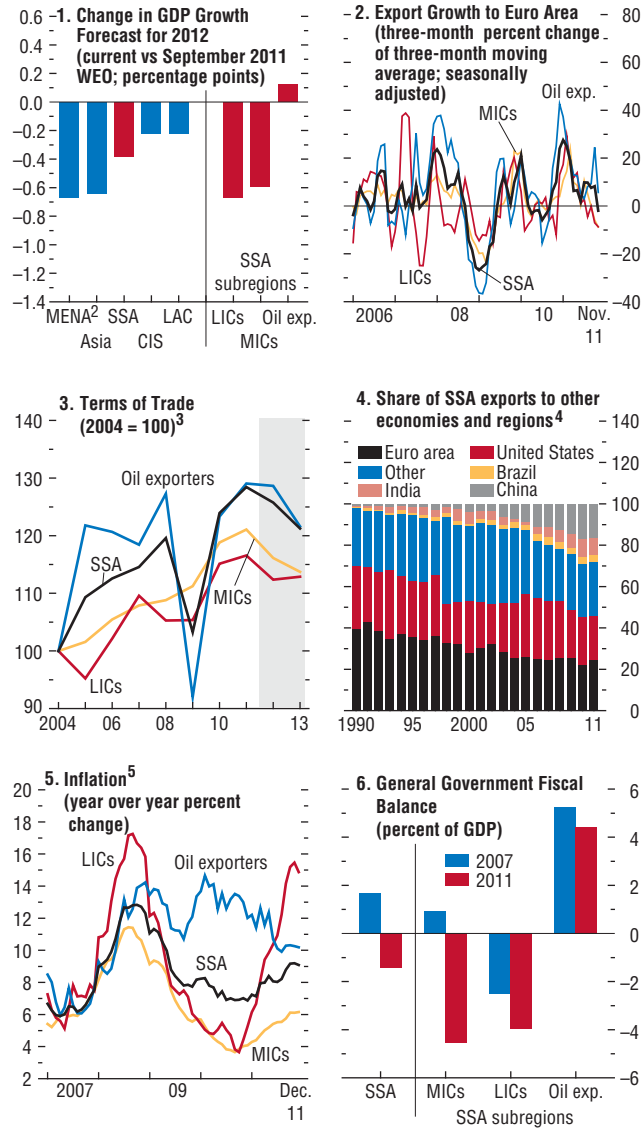 1. Change in GDP Growth
Forecast for 2012
(current vs September 2011
WEO; percentage points)
0.6
0.4
0.2
0.0
–0.2
–0.4
–0.6
–0.8
–1.0
–1.2
–1.4
SSA
subregions
MENA2 SSA LAC LICs Oil exp.
Asia CIS MICs
2. Export Growth to Euro Area
(three-month percent change
of three-month moving
average; seasonally
adjusted)
Oil exp.
MICs
LICs
SSA
100
80
60
40
20
0
–20
–40
2006 08 10 Nov.
11
3. Terms of Trade
(2004 = 100)3
140
130
120
110
100
90
Oil exporters
SSA
MICs
LICs
2004 06 08 10 13
4. Share of SSA exports to other
economies and regions4
Euro area United States
Other Brazil
India China
140
120
100
80
60
40
20
0
1990 95 2000 05 11
5. Inflation5
(year over year percent
change)
20
18
16
14
12
10
8
6
4
2
LICs
Oil exporters
SSA
MICs
2007 09 Dec.
11
6. General Government Fiscal
Balance
(percent of GDP)
2007
2011
6
4
2
0
–2
–4
–6
SSA MICs LICs Oil exp.
SSA subregions